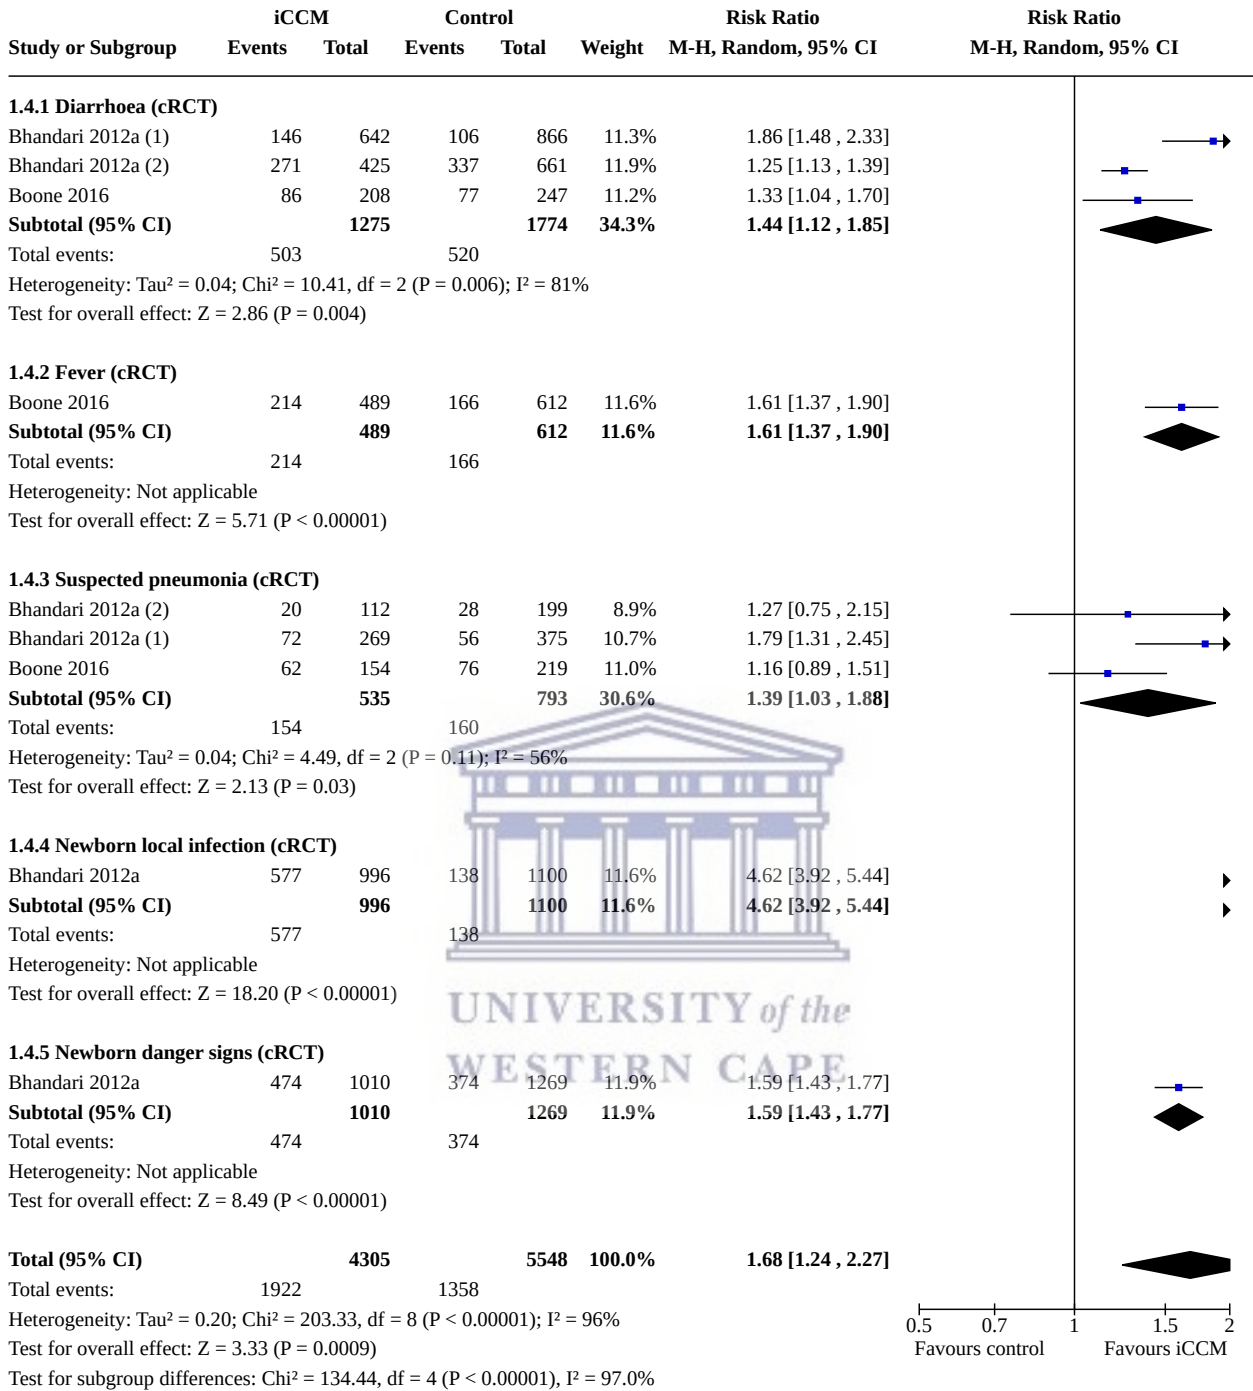 iCCM Control Risk Ratio Risk Ratio
Study or Subgroup Events Total Events Total Weight M-H, Random, 95% CI M-H, Random, 95% CI
1.4.1 Diarrhoea (cRCT)
Bhandari 2012a (1) 146 642 106 866 11.3% 1.86 [1.48 , 2.33]
Bhandari 2012a (2) 271 425 337 661 11.9% 1.25 [1.13 , 1.39]
Boone 2016 86 208 77 247 11.2% 1.33 [1.04 , 1.70]
Subtotal (95% CI) 1275 1774 34.3% 1.44 [1.12 , 1.85]
Total events: 503 520
Heterogeneity: Tau² = 0.04; Chi² = 10.41, df = 2 (P = 0.006); I² = 81%
Test for overall effect: Z = 2.86 (P = 0.004)
1.4.2 Fever (cRCT)
Boone 2016 214 489 166 612 11.6% 1.61 [1.37 , 1.90]
Subtotal (95% CI) 489 612 11.6% 1.61 [1.37 , 1.90]
Total events: 214 166
Heterogeneity: Not applicable
Test for overall effect: Z = 5.71 (P < 0.00001)
1.4.3 Suspected pneumonia (cRCT)
Bhandari 2012a (2) 20 112 28 199 8.9% 1.27 [0.75 , 2.15]
Bhandari 2012a (1) 72 269 56 375 10.7% 1.79 [1.31 , 2.45]
Boone 2016 62 154 76 219 11.0% 1.16 [0.89 , 1.51]
Subtotal (95% CI) 535 793 30.6% 1.39 [1.03 , 1.88]
Total events: 154 160
Heterogeneity: Tau² = 0.04; Chi² = 4.49, df = 2 (P = 0.11); I² = 56%
Test for overall effect: Z = 2.13 (P = 0.03)
1.4.4 Newborn local infection (cRCT)
Bhandari 2012a 577 996 138 1100 11.6% 4.62 [3.92 , 5.44]
Subtotal (95% CI) 996 1100 11.6% 4.62 [3.92 , 5.44]
Total events: 577 138
Heterogeneity: Not applicable
Test for overall effect: Z = 18.20 (P < 0.00001)
UNIVERSITY of the
1.4.5 Newborn danger signs (cRCT)
WESTERN CAPE
Bhandari 2012a 474 1010 374 1269 11.9% 1.59 [1.43 , 1.77]
Subtotal (95% CI) 1010 1269 11.9% 1.59 [1.43 , 1.77]
Total events: 474 374
Heterogeneity: Not applicable
Test for overall effect: Z = 8.49 (P < 0.00001)
Total (95% CI) 4305 5548 100.0% 1.68 [1.24 , 2.27]
Total events: 1922 1358
Heterogeneity: Tau² = 0.20; Chi² = 203.33, df = 8 (P < 0.00001); I² = 96%
0.5 0.7 1 1.5 2
Test for overall effect: Z = 3.33 (P = 0.0009)
Favours control Favours iCCM
Test for subgroup differences: Chi² = 134.44, df = 4 (P < 0.00001), I² = 97.0%